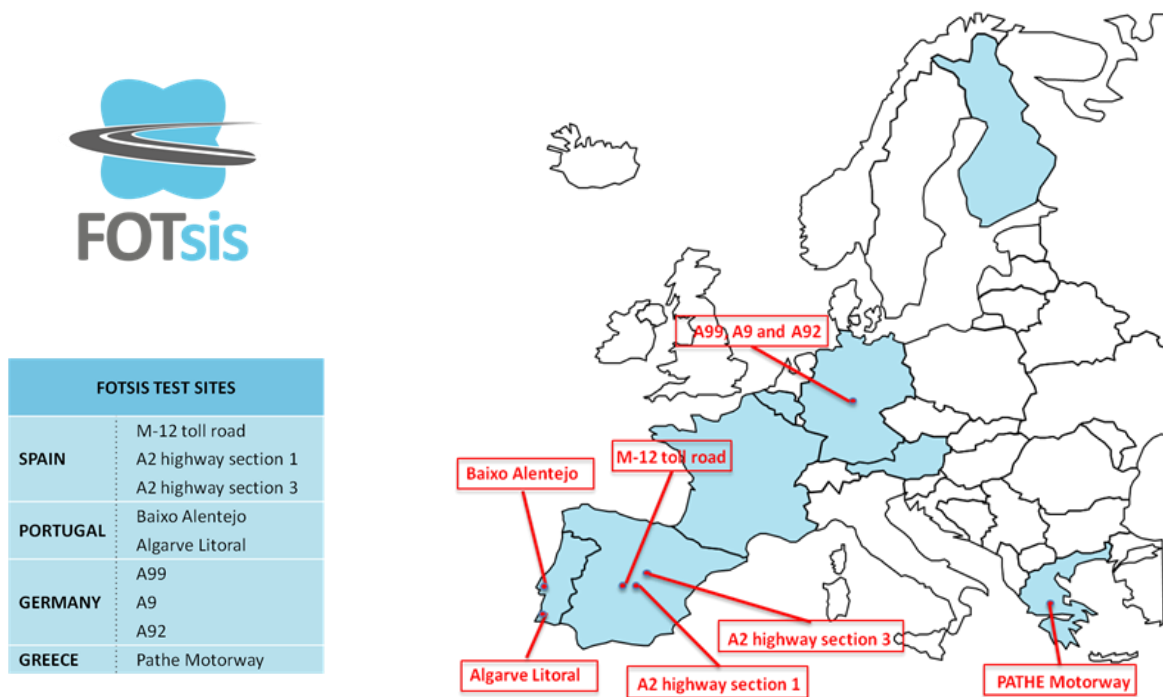 FOTsis
FOTSIS TEST SITES
SPAIN
M-12 toll road
A2 highway section 1
A2 highway section 3
PORTUGAL
Baixo Alentejo
Algarve Litoral
GERMANY
A99
A9
A92
GREECE
Pathe Motorway
A99, A9 and A92
M-12 toll road
Baixo Alentejo
A2 highway section 3
Algarve Litoral
A2 highway section 1
PATHE Motorway